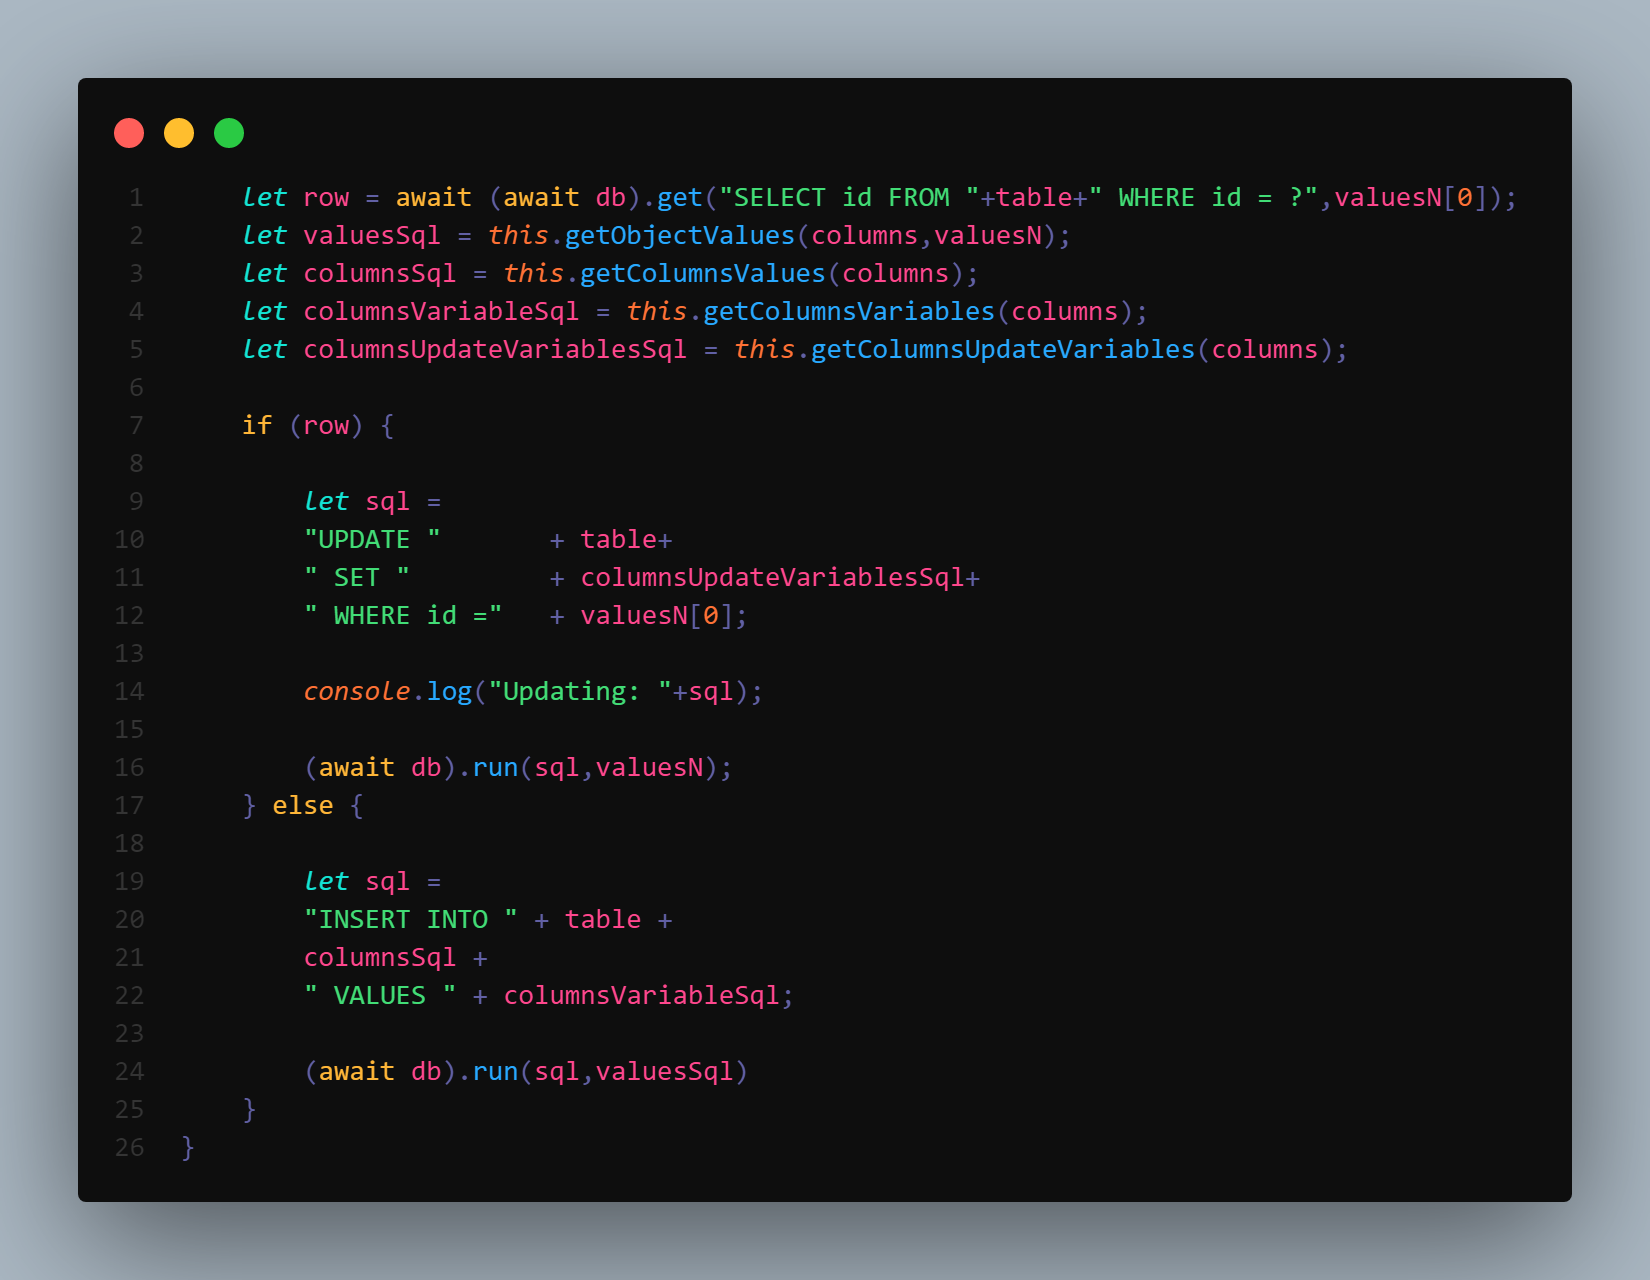 1 let row = await (await db).get("SELECT id FROM "+table+" WHERE id = ?",valuesN[0]);
2 let valuesSql = this.getObjectValues(columns,valuesN);
3 let columnsSql = this.getColumnsValues(columns);
4 let columnsVariableSql = this.getColumnsVariables(columns);
5 let columnsUpdateVariablesSql = this.getColumnsUpdateVariables(columns);
6
7 if (row) {
8
9 let sql =
10 "UPDATE " + table+
11 " SET " + columnsUpdateVariablesSql+
12 " WHERE id =" + valuesN[0];
13
14 console.log("Updating: "+sql);
15
16 (await db).run(sql,valuesN);
17 } else {
18
19 let sql =
20 "INSERT INTO " + table +
21 columnsSql +
22 " VALUES " + columnsVariableSql;
23
24 (await db).run(sql,valuesSql)
25 }
26 }